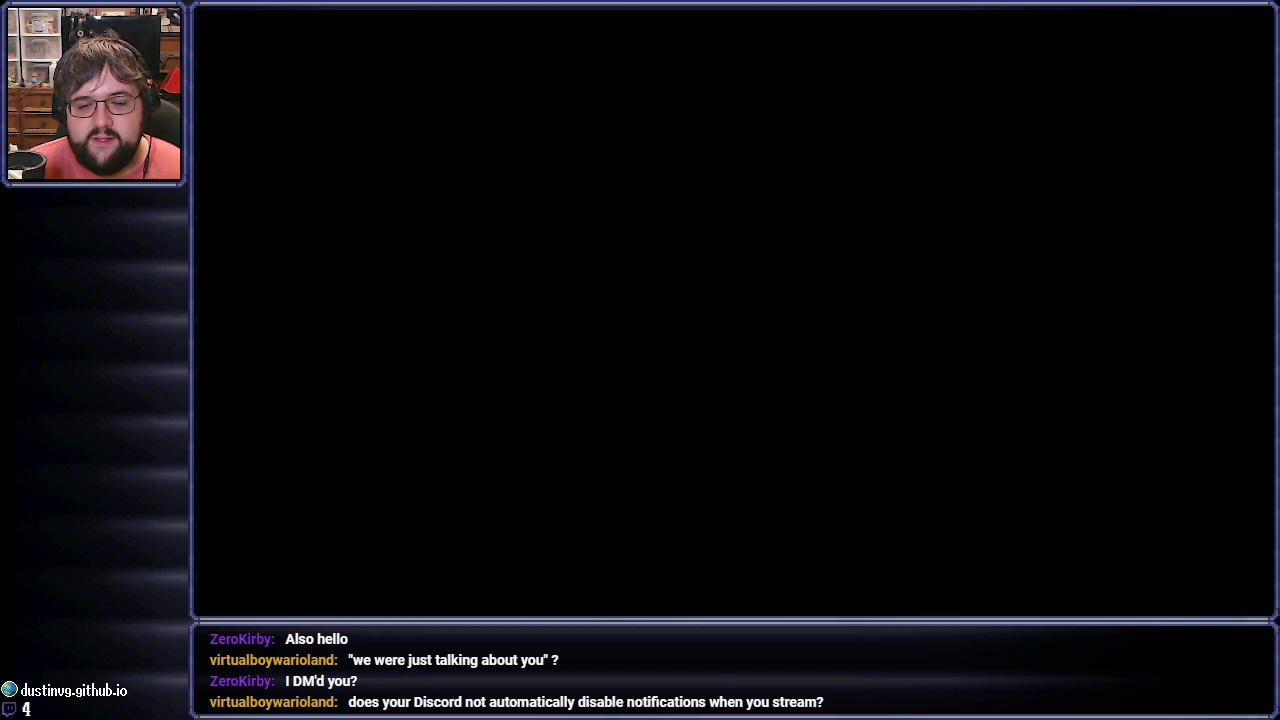 ZeroKirby: Also hello
virtualboywarioland: "we were just talking about you" ?
ZeroKirby: I DM'd you?
virtualboywarioland: does your Discord not automatically disable notifications when you stream?
dustinvg.github.io
4